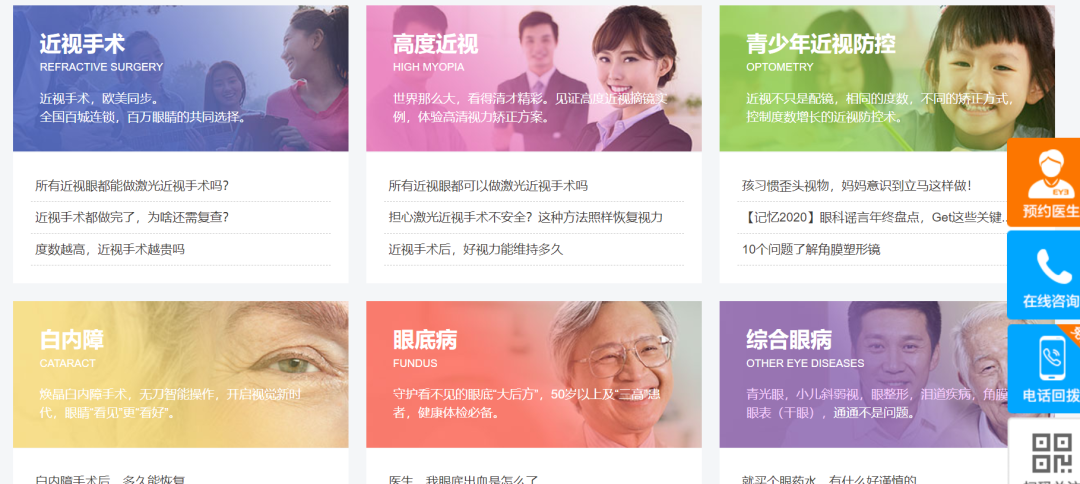 近视手术
REFRACTIVE SURGERY
近视手术，欧美同步。
全国百城连锁，百万眼睛的共同选择。
所有近视眼都能做激光近视手术吗？
近视手术都做完了，为啥还需复查？
度数越高，近视手术越贵吗
高度近视
HIGH MYOPIA
世界那么大，看得清才精彩。见证高度近视摘镜实
例，体验高清视力矫正方案。
所有近视眼都可以做激光近视手术吗
担心激光近视手术不安全？这种方法照样恢复视力
近视手术后，好视力能维持多久
青少年近视防控
OPTOMETRY
近视不只是配镜，相同的度数，不同的矫正方式，
控制度数增长的近视防控术。
孩习惯歪头视物，妈妈意识到立马这样做！
【记忆2020】眼科谣言年终盘点，Get这些关键...
10个问题了解角膜塑形镜
白内障
CATARACT
焕晶白内障手术，无刀智能操作，开启视觉新时
代，眼睛“看见”更“看好”。
白内障手术后，多久能恢复
眼底病
FUNDUS
守护看不见的眼底“大后方”，50岁以上及“三高”患
者，健康体检必备。
医生，我眼底出血是怎么了
综合眼病
OTHER EYE DISEASES
青光眼，小儿斜弱视，眼整形，泪道疾病，角膜
眼表（干眼），通通不是问题。
就买个眼药水，有什么好谨慎的
EYE
预约医生
在线咨询
电话回拨